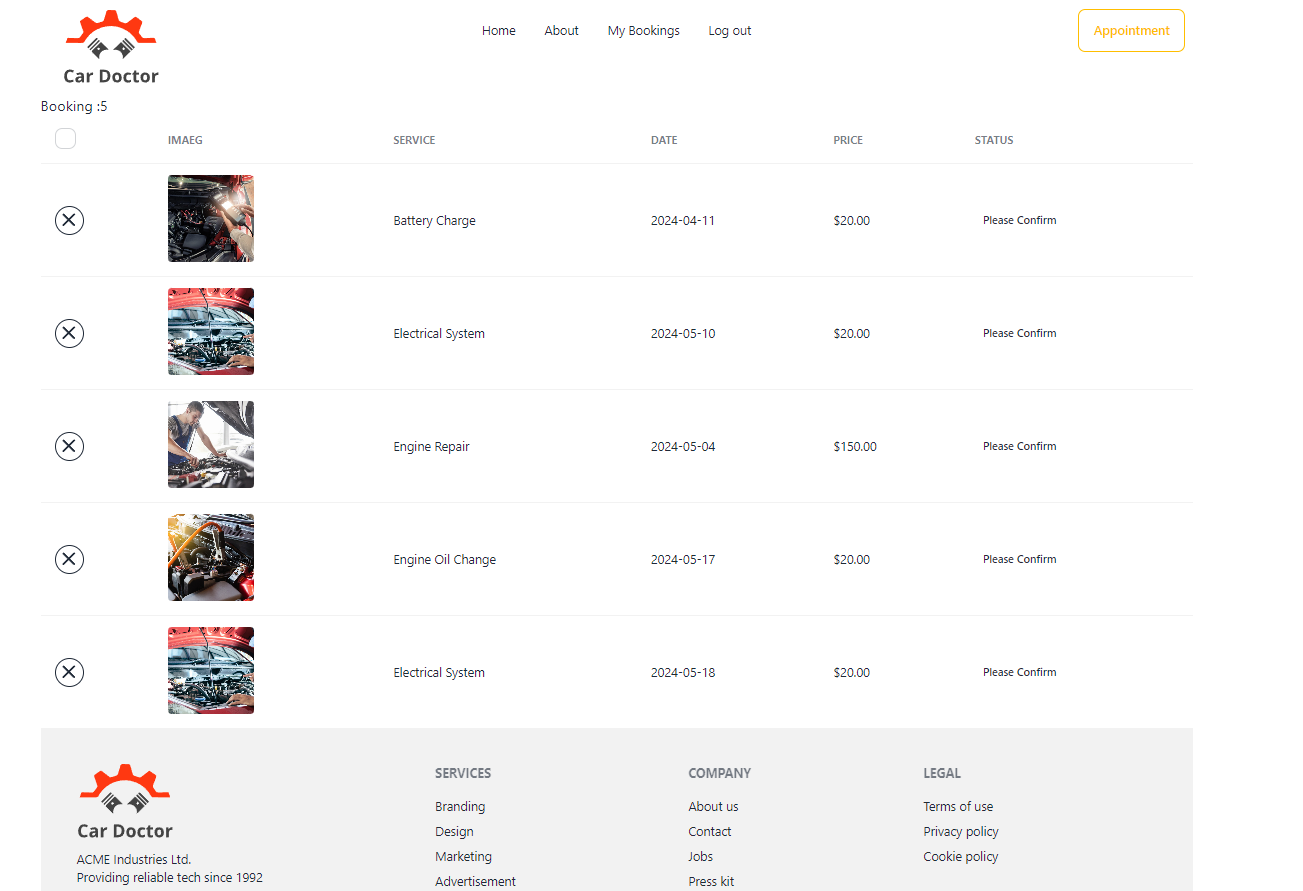 Home About My Bookings Log out Appointment
Car Doctor
Booking :5
IMAEG SERVICE DATE PRICE STATUS
Battery Charge 2024-04-11 $20.00 Please Confirm
Electrical System 2024-05-10 $20.00 Please Confirm
Engine Repair 2024-05-04 $150.00 Please Confirm
Engine Oil Change 2024-05-17 $20.00 Please Confirm
Electrical System 2024-05-18 $20.00 Please Confirm
Car Doctor
ACME Industries Ltd.
Providing reliable tech since 1992
SERVICES
Branding
Design
Marketing
Advertisement
COMPANY
About us
Contact
Jobs
Press kit
LEGAL
Terms of use
Privacy policy
Cookie policy